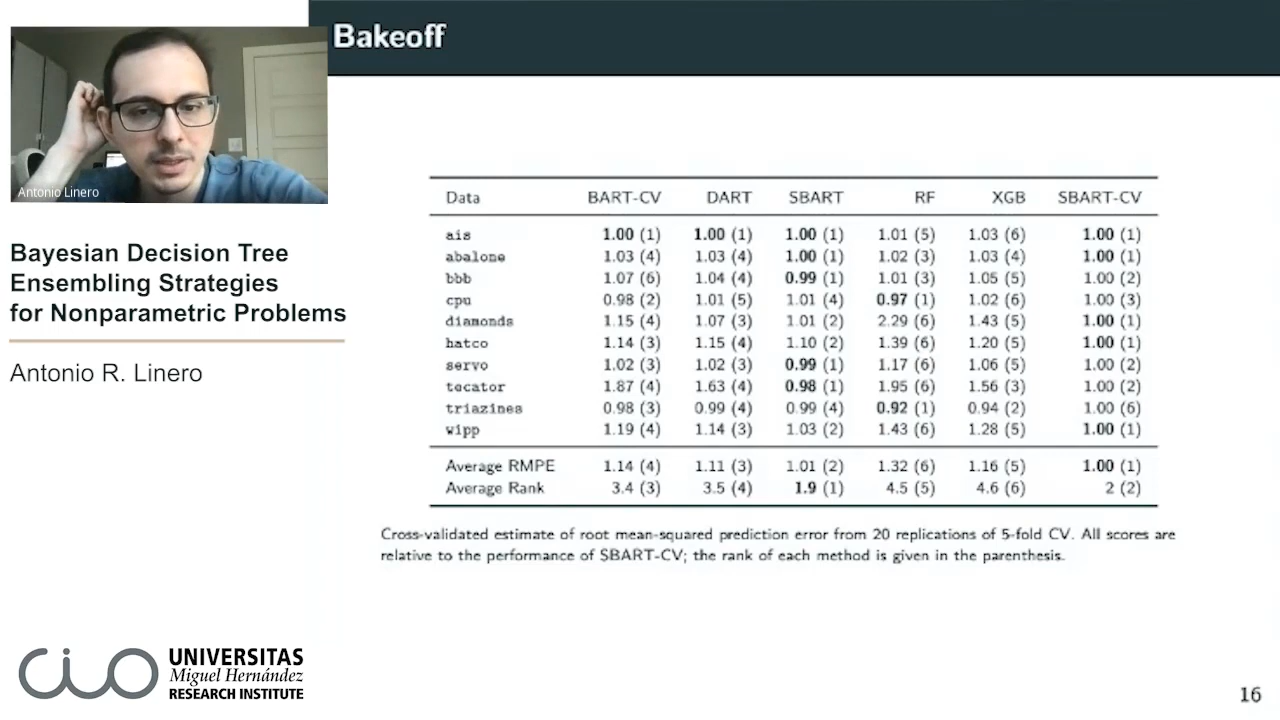 Bakeoff
Antonio Linero
Bayesian Decision Tree
Ensembling Strategies
for Nonparametric Problems
Antonio R. Linero
Data BART-CV DART SBART RF XGB SBART-CV
ais 1.00 (1) 1.00 (1) 1.00 (1) 1.01 (5) 1.03 (6) 1.00 (1)
abalone 1.03 (4) 1.03 (4) 1.00 (1) 1.02 (3) 1.03 (4) 1.00 (1)
bbb 1.07 (6) 1.04 (4) 0.99 (1) 1.01 (3) 1.05 (5) 1.00 (2)
cpu 0.98 (2) 1.01 (5) 1.01 (4) 0.97 (1) 1.02 (6) 1.00 (3)
diamonds 1.15 (4) 1.07 (3) 1.01 (2) 2.29 (6) 1.43 (5) 1.00 (1)
hatco 1.14 (3) 1.15 (4) 1.10 (2) 1.39 (6) 1.20 (5) 1.00 (1)
servo 1.02 (3) 1.02 (3) 0.99 (1) 1.17 (6) 1.06 (5) 1.00 (2)
tecator 1.87 (4) 1.63 (4) 0.98 (1) 1.95 (6) 1.56 (3) 1.00 (2)
triazines 0.98 (3) 0.99 (4) 0.99 (4) 0.92 (1) 0.94 (2) 1.00 (6)
wipp 1.19 (4) 1.14 (3) 1.03 (2) 1.43 (6) 1.28 (5) 1.00 (1)
Average RMPE 1.14 (4) 1.11 (3) 1.01 (2) 1.32 (6) 1.16 (5) 1.00 (1)
Average Rank 3.4 (3) 3.5 (4) 1.9 (1) 4.5 (5) 4.6 (6) 2 (2)
Cross-validated estimate of root mean-squared prediction error from 20 replications of 5-fold CV. All scores are
relative to the performance of SBART-CV; the rank of each method is given in the parenthesis.
CIO
UNIVERSITAS
Miguel Hernández
RESEARCH INSTITUTE
16